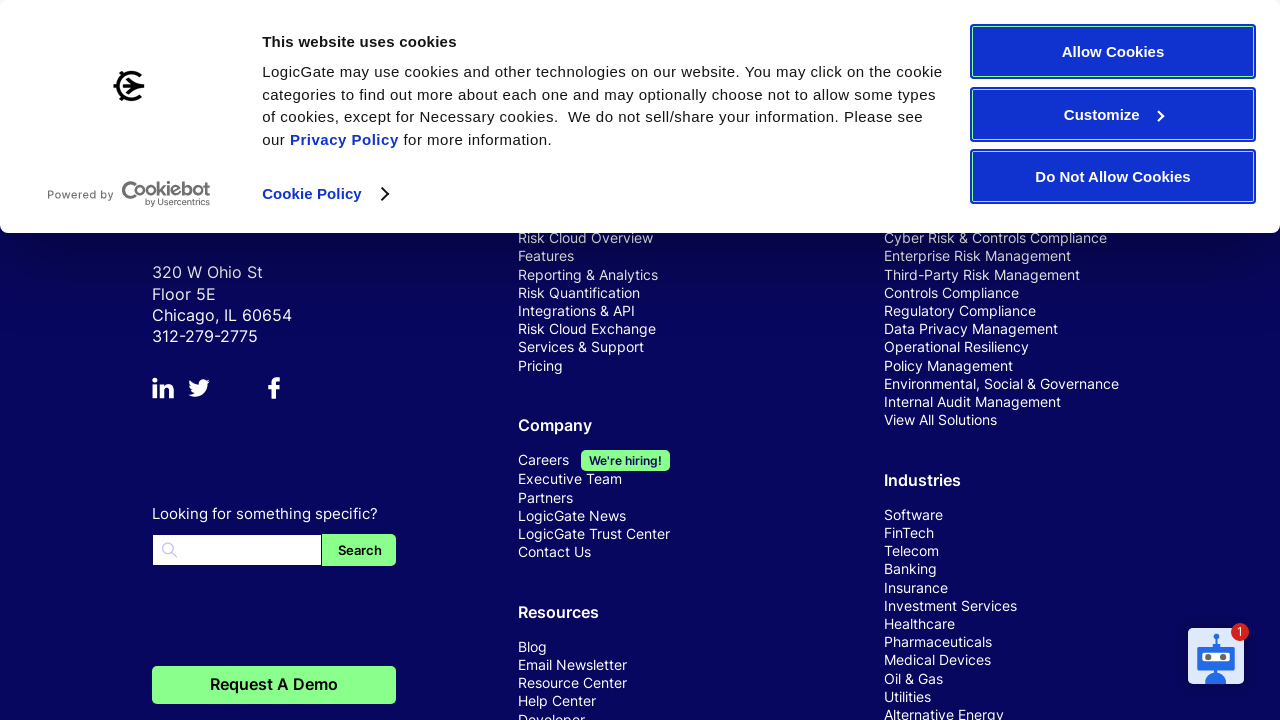 This website uses cookies
LogicGate may use cookies and other technologies on our website. You may click on the cookie
categories to find out more about each one and may optionally choose not to allow some types
of cookies, except for Necessary cookies.  We do not sell/share your information. Please see
our Privacy Policy for more information.
Cookie Policy
Powered by Cookiebot
by Usercentrics
Allow Cookies
Customize
Do Not Allow Cookies
320 W Ohio St
Floor 5E
Chicago, IL 60654
312-279-2775
Looking for something specific?
Search
Request A Demo
Risk Cloud Overview
Features
Reporting & Analytics
Risk Quantification
Integrations & API
Risk Cloud Exchange
Services & Support
Pricing
Company
Careers We're hiring!
Executive Team
Partners
LogicGate News
LogicGate Trust Center
Contact Us
Resources
Blog
Email Newsletter
Resource Center
Help Center
Developer
Cyber Risk & Controls Compliance
Enterprise Risk Management
Third-Party Risk Management
Controls Compliance
Regulatory Compliance
Data Privacy Management
Operational Resiliency
Policy Management
Environmental, Social & Governance
Internal Audit Management
View All Solutions
Industries
Software
FinTech
Telecom
Banking
Insurance
Investment Services
Healthcare
Pharmaceuticals
Medical Devices
Oil & Gas
Utilities
Alternative Energy
1